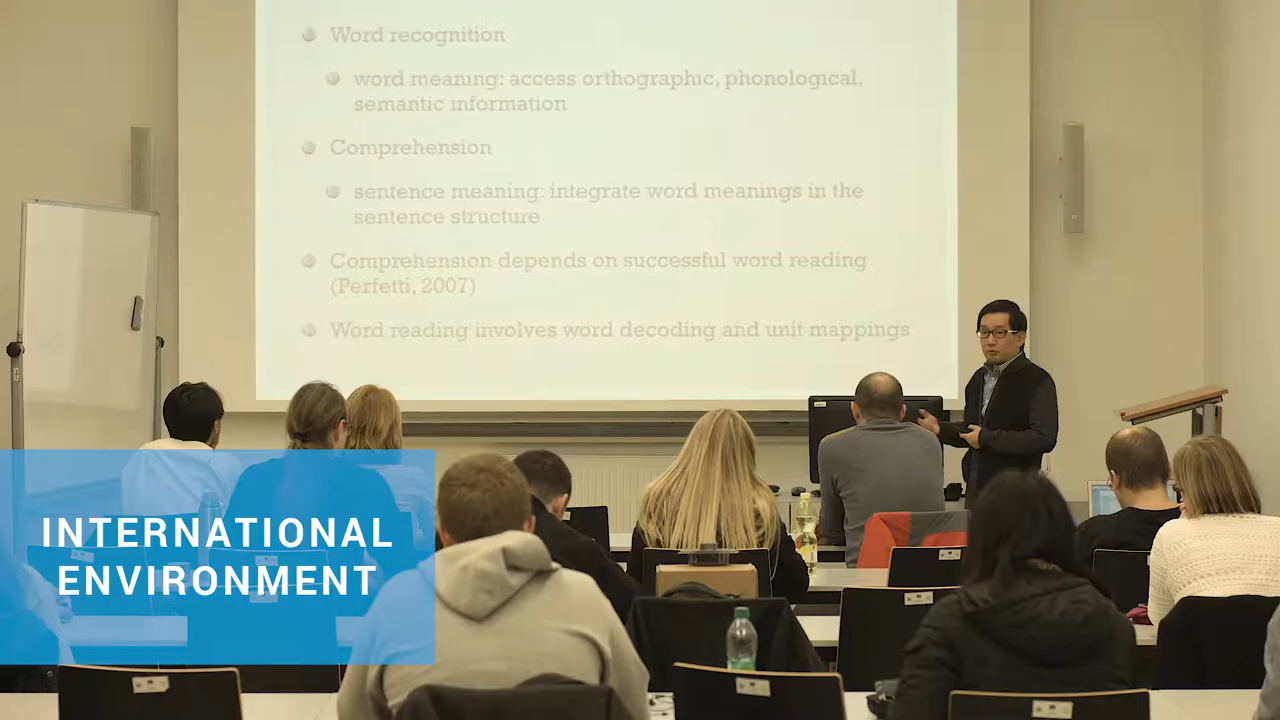 Word recognition
word meaning: access orthographic, phonological,
semantic information
Comprehension
sentence meaning: integrate word meanings in the
sentence structure
Comprehension depends on successful word reading
(Perfetti, 2007)
Word reading involves word decoding and unit mappings
INTERNATIONAL
ENVIRONMENT